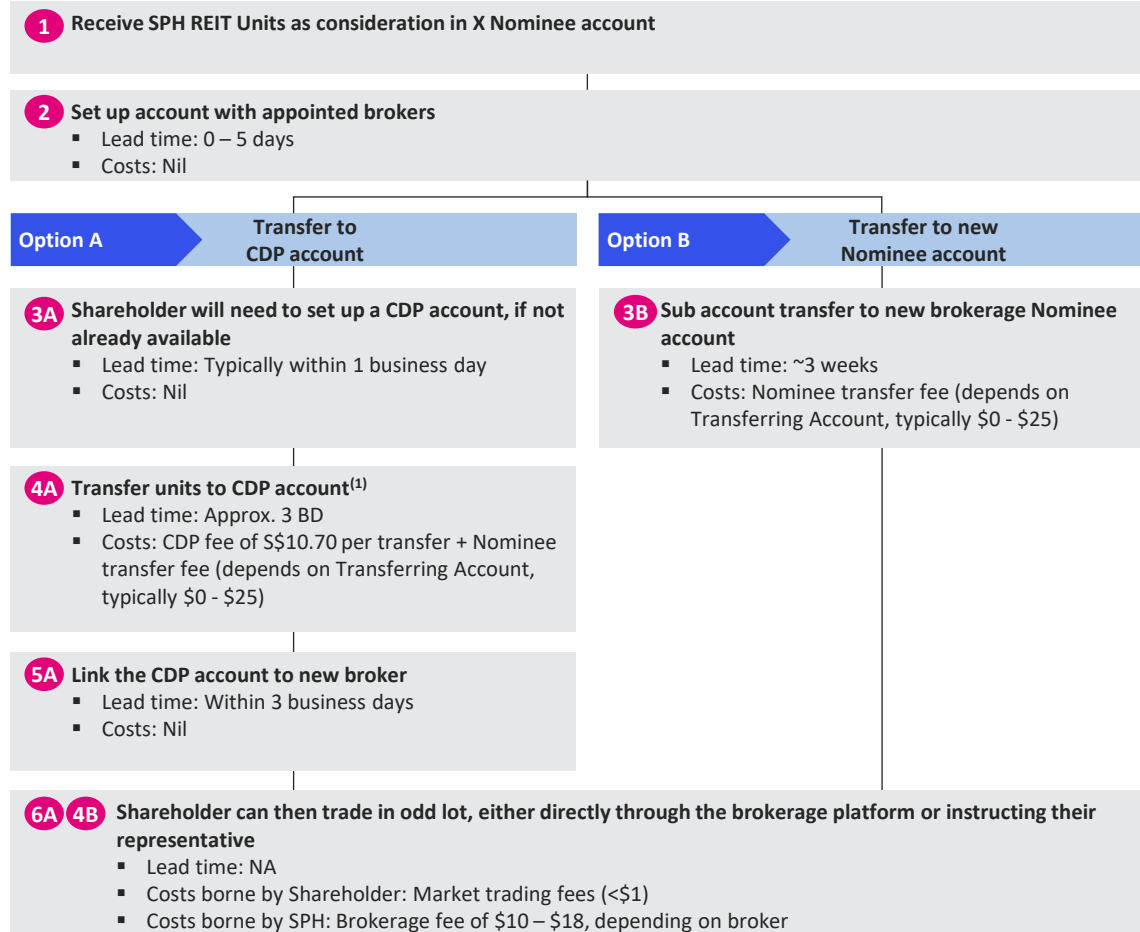 1 Receive SPH REIT Units as consideration in X Nominee account
2 Set up account with appointed brokers
▪ Lead time: 0 – 5 days
▪ Costs: Nil
Option A
Transfer to
CDP account
3A Shareholder will need to set up a CDP account, if not
already available
▪ Lead time: Typically within 1 business day
▪ Costs: Nil
4A Transfer units to CDP account(1)
▪ Lead time: Approx. 3 BD
▪ Costs: CDP fee of S$10.70 per transfer + Nominee
transfer fee (depends on Transferring Account,
typically $0 - $25)
5A Link the CDP account to new broker
▪ Lead time: Within 3 business days
▪ Costs: Nil
Option B
Transfer to new
Nominee account
3B Sub account transfer to new brokerage Nominee
account
▪ Lead time: ~3 weeks
▪ Costs: Nominee transfer fee (depends on
Transferring Account, typically $0 - $25)
6A 4B Shareholder can then trade in odd lot, either directly through the brokerage platform or instructing their
representative
▪ Lead time: NA
▪ Costs borne by Shareholder: Market trading fees (<$1)
▪ Costs borne by SPH: Brokerage fee of $10 – $18, depending on broker